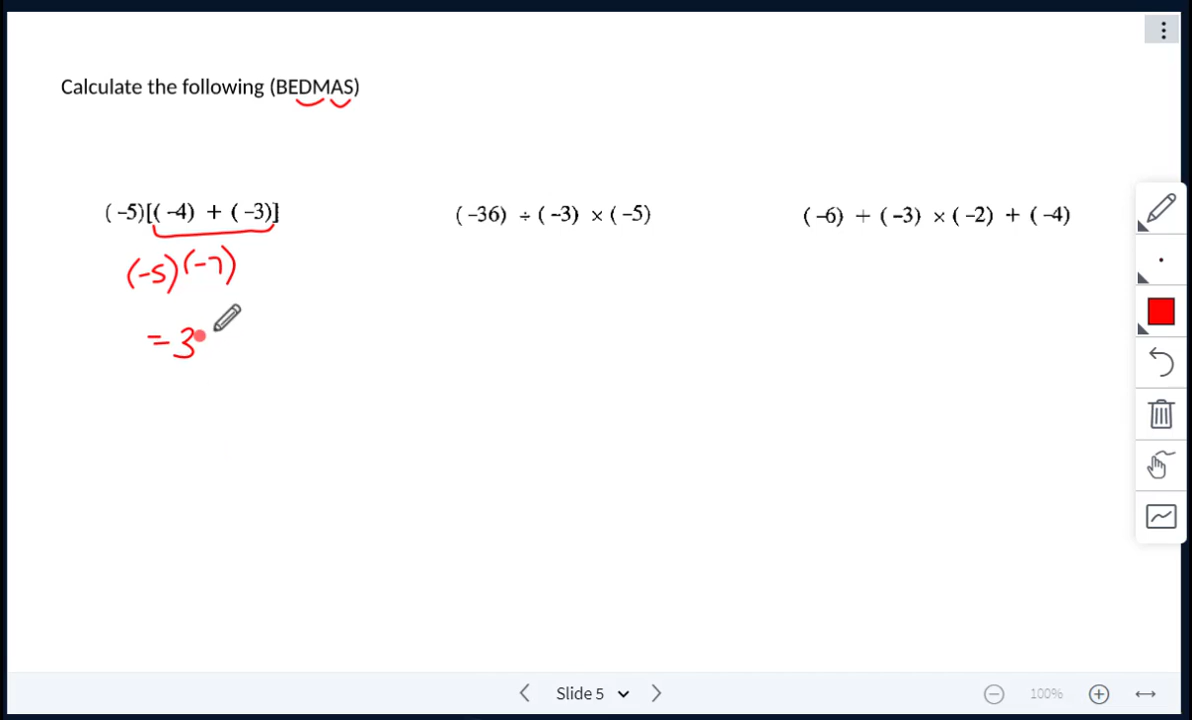 Calculate the following (BEDMAS)
(-5)[(-4) + (-3)]
(-36) ÷ (-3) × (-5)
(-6) + (-3) × (-2) + (-4)
(-5)(-7)
= 3
Slide 5
100%